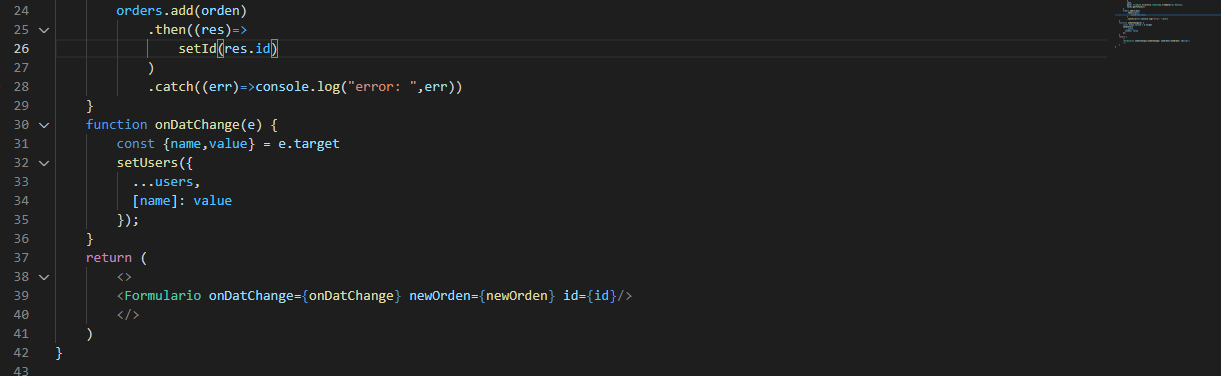 24 orders.add(orden)
25 .then((res)=>
26 setId(res.id)
27 )
28 .catch((err)=>console.log("error: ",err))
29 }
30 function onDatChange(e) {
31 const {name,value} = e.target
32 setUsers({
33 ...users,
34 [name]: value
35 });
36 }
37 return (
38 <>
39 <Formulario onDatChange={onDatChange} newOrden={newOrden} id={id}/>
40 </>
41 )
42 }
43